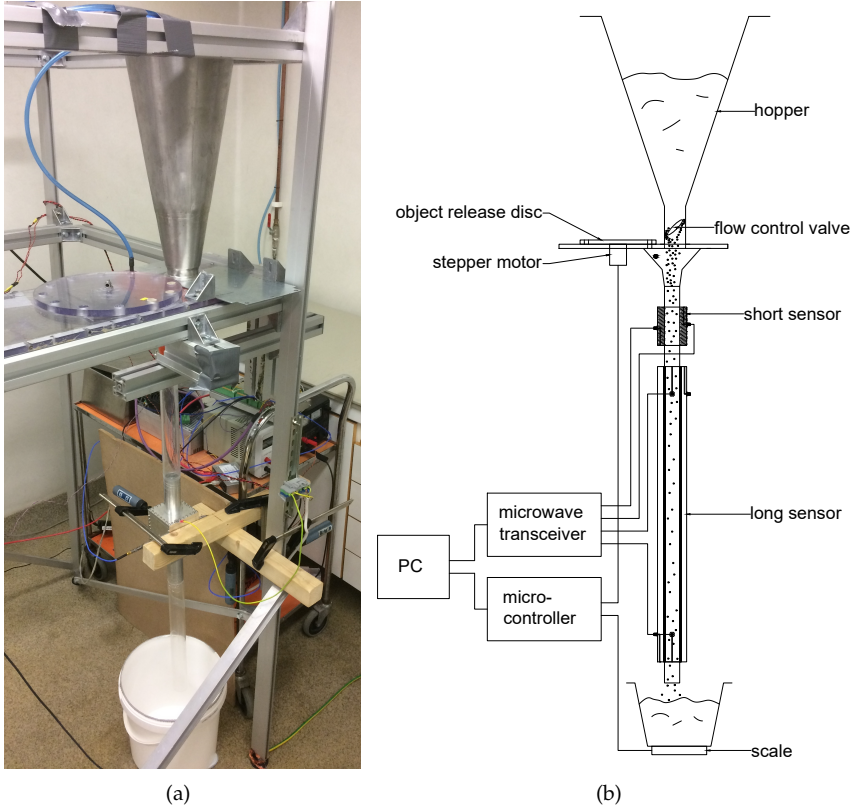 hopper
object release disc
flow control valve
stepper motor
short sensor
microwave
transceiver
long sensor
PC
micro-
controller
scale
(a)
(b)